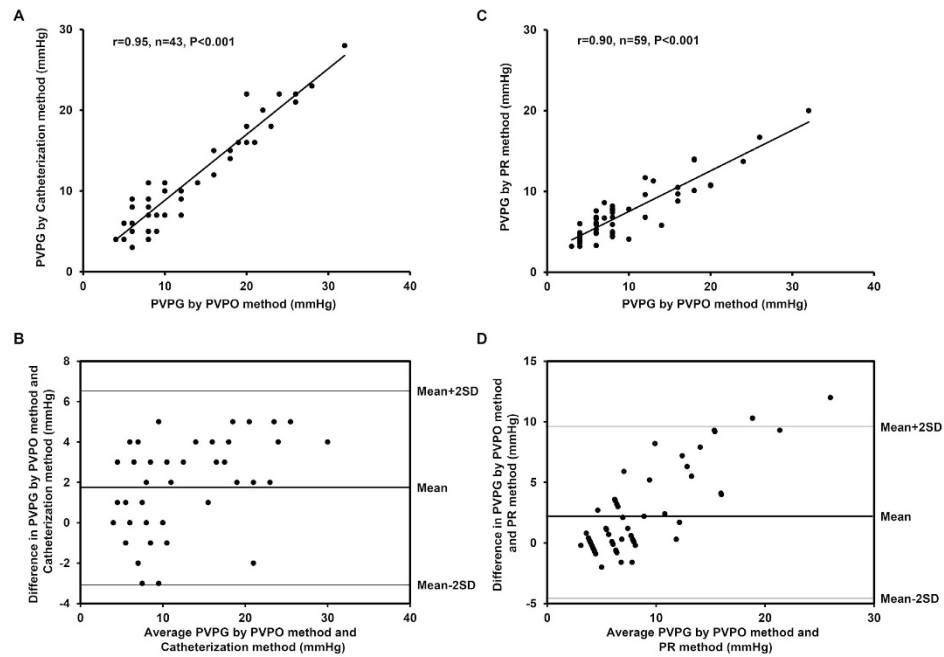 A
r=0.95, n=43, P<0.001
PVPG by Catheterization method (mmHg)
30
20
10
0
0 10 20 30 40
PVPG by PVPO method (mmHg)
C
r=0.90, n=59, P<0.001
PVPG by PR method (mmHg)
30
20
10
0
0 10 20 30 40
PVPG by PVPO method (mmHg)
B
Difference in PVPG by PVPO method and
Catheterization method (mmHg)
8
6
4
2
0
-2
-4
Mean+2SD
Mean
Mean-2SD
0 10 20 30 40
Average PVPG by PVPO method and
Catheterization method (mmHg)
D
Difference in PVPG by PVPO method
and PR method (mmHg)
15
10
5
0
-5
Mean+2SD
Mean
Mean-2SD
0 10 20 30
Average PVPG by PVPO method and
PR method (mmHg)